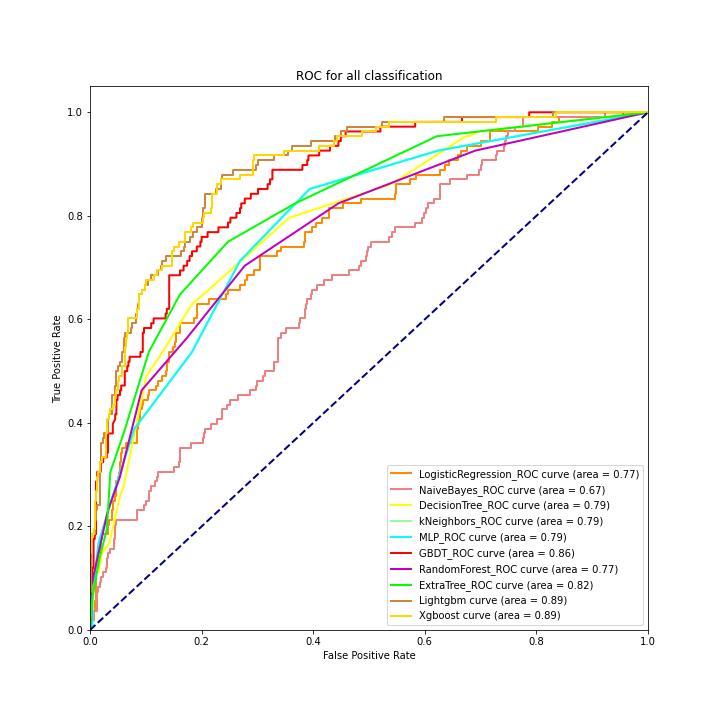 ROC for all classification
True Positive Rate
1.0
0.8
0.6
0.4
0.2
0.0
LogisticRegression_ROC curve (area = 0.77)
NaiveBayes_ROC curve (area = 0.67)
DecisionTree_ROC curve (area = 0.79)
kNeighbors_ROC curve (area = 0.79)
MLP_ROC curve (area = 0.79)
GBDT_ROC curve (area = 0.86)
RandomForest_ROC curve (area = 0.77)
ExtraTree_ROC curve (area = 0.82)
Lightgbm curve (area = 0.89)
Xgboost curve (area = 0.89)
0.0 0.2 0.4 0.6 0.8 1.0
False Positive Rate